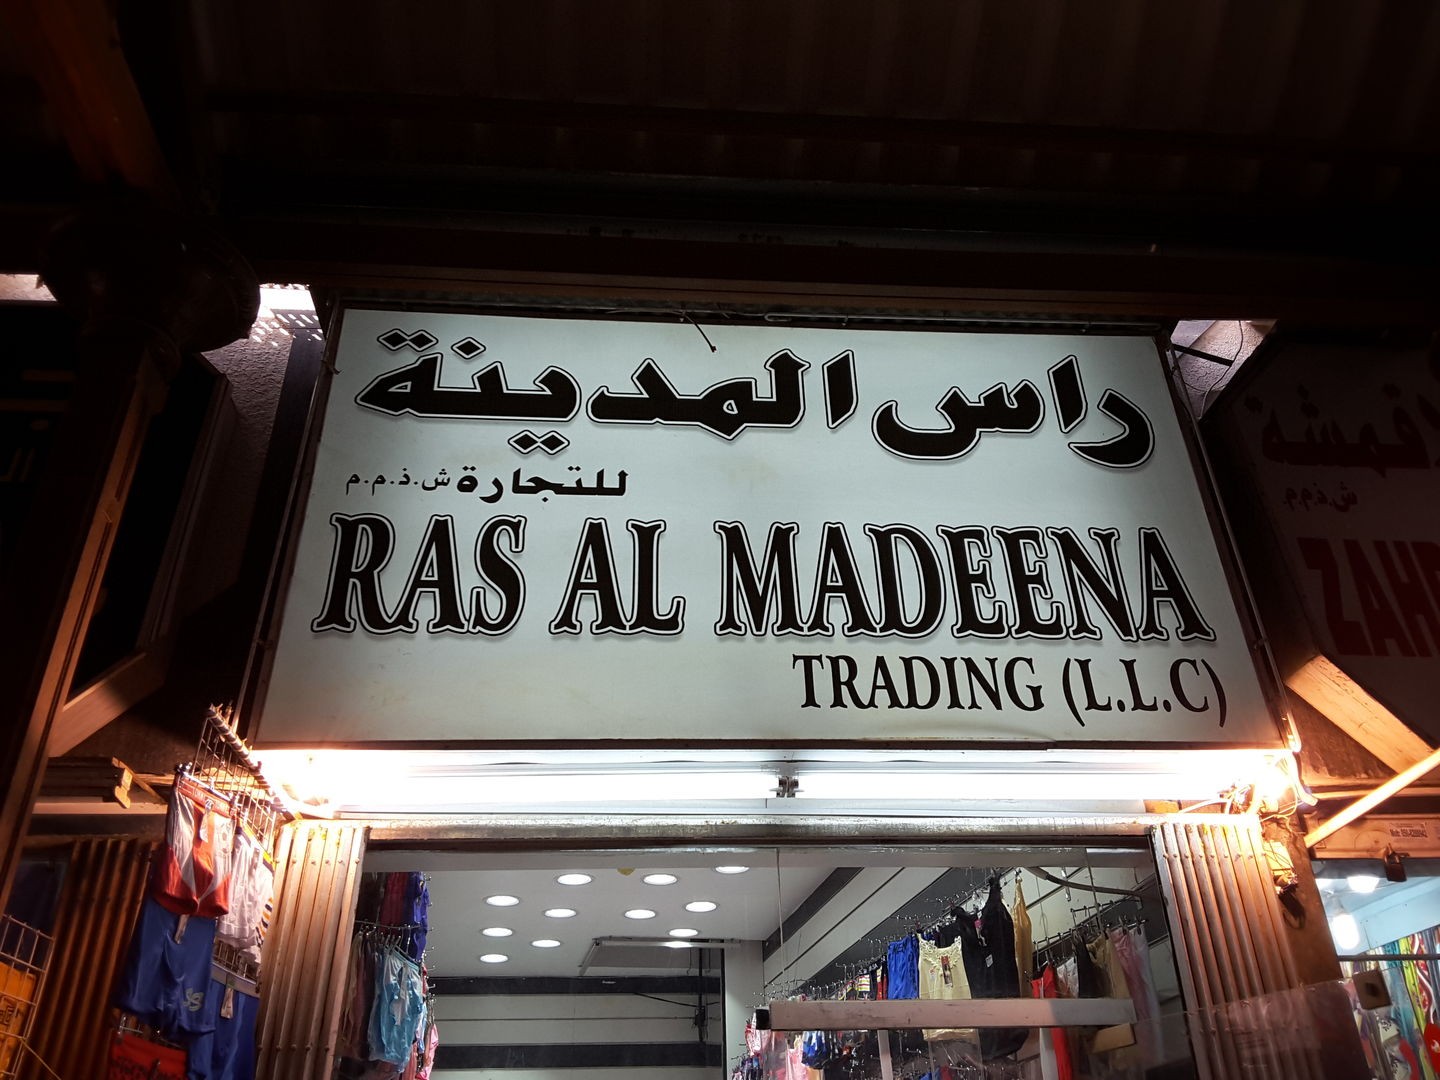 راس المدينة
للتجارة ش.ذ.م.م.
RAS AL MADEENA
TRADING (L.L.C)
ش.ذ.م.م.